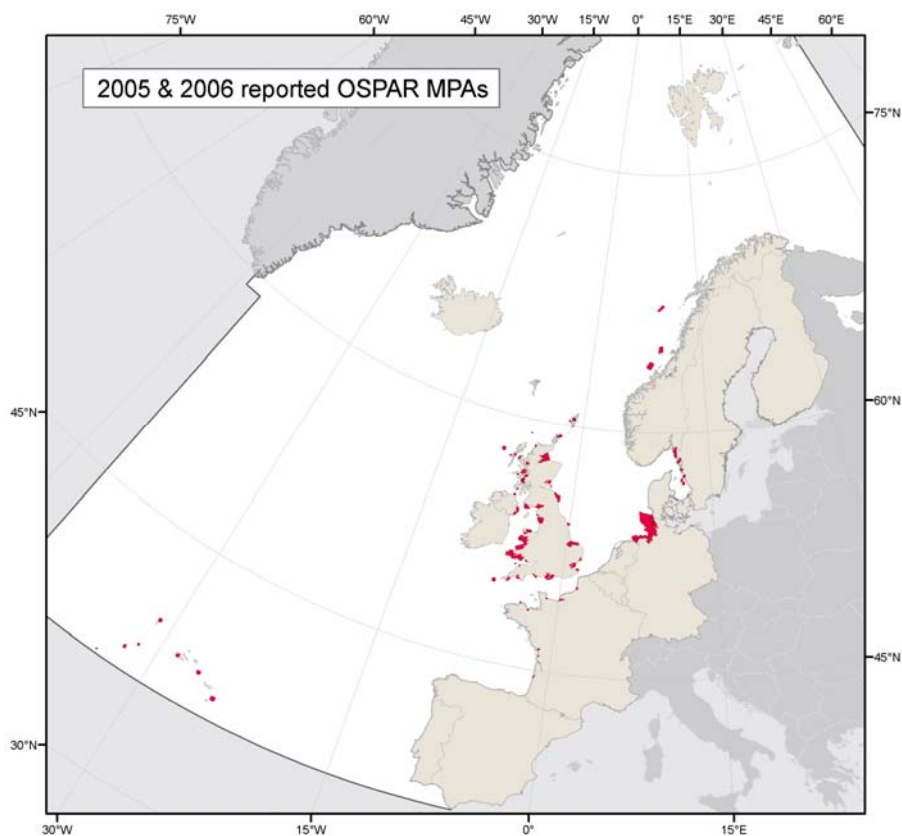 75°W 60°W 45°W 30°W 15°W 0° 15°E 30°E 45°E 60°E
2005 & 2006 reported OSPAR MPAs
75°N
45°N
60°N
45°N
30°N
30°W 15°W 0° 15°E